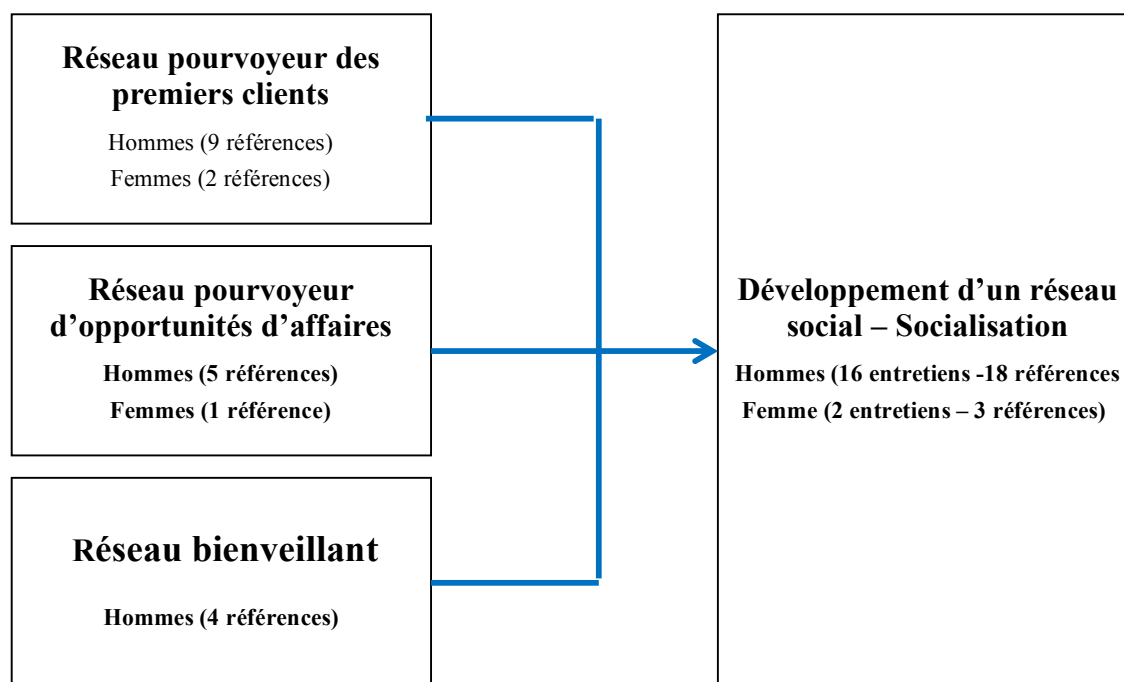 Réseau pourvoyeur des
premiers clients
Hommes (9 références)
Femmes (2 références)
Réseau pourvoyeur
d’opportunités d’affaires
Hommes (5 références)
Femmes (1 référence)
Réseau bienveillant
Hommes (4 références)
Développement d’un réseau
social – Socialisation
Hommes (16 entretiens -18 références
Femme (2 entretiens – 3 références)